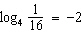 log₄ 1/16 = −2